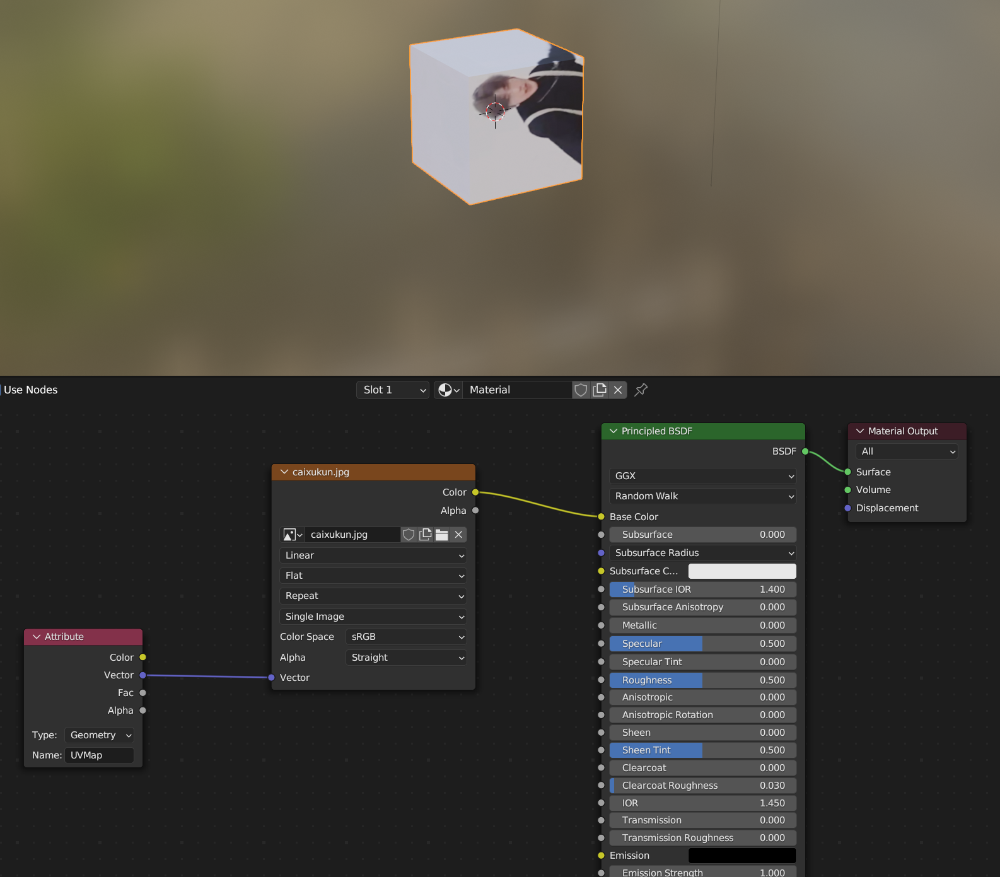 Use Nodes
Slot 1
Material
Principled BSDF
BSDF
GGX
Random Walk
Base Color
Subsurface 0.000
Subsurface Radius
Subsurface C...
Subsurface IOR 1.400
Subsurface Anisotropy 0.000
Metallic 0.000
Specular 0.500
Specular Tint 0.000
Roughness 0.500
Anisotropic 0.000
Anisotropic Rotation 0.000
Sheen 0.000
Sheen Tint 0.500
Clearcoat 0.000
Clearcoat Roughness 0.030
IOR 1.450
Transmission 0.000
Transmission Roughness 0.000
Emission
Emission Strength 1.000
Material Output
All
Surface
Volume
Displacement
caixukun.jpg
Color
Alpha
caixukun.jpg
Linear
Flat
Repeat
Single Image
Color Space sRGB
Alpha Straight
Vector
Attribute
Color
Vector
Fac
Alpha
Type: Geometry
Name: UVMap